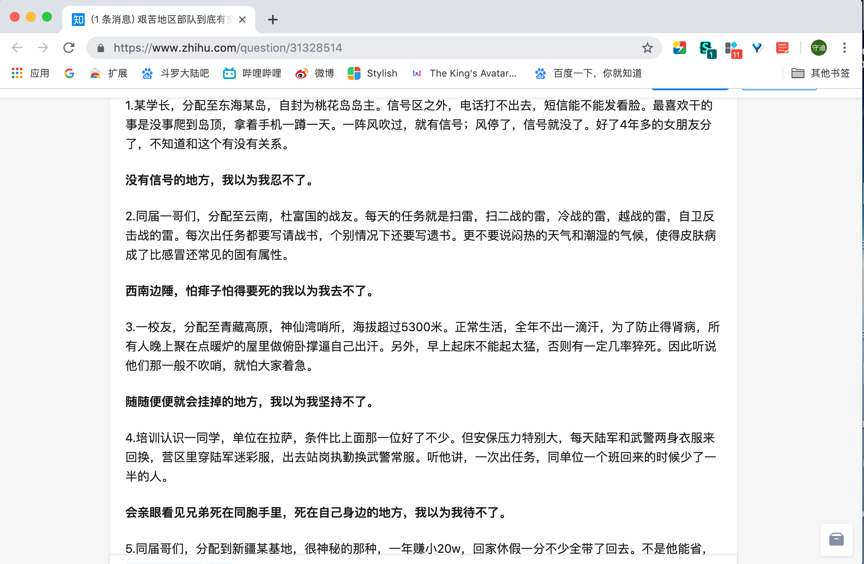 知 (1 条消息) 艰苦地区部队到底有
https://www.zhihu.com/question/31328514
1
11
守迪
应用
G
扩展
斗罗大陆吧
哔哩哔哩
微博
Stylish
The King's Avatar...
百度一下，你就知道
其他书签
1.某学长，分配至东海某岛，自封为桃花岛岛主。信号区之外，电话打不出去，短信能不能发看脸。最喜欢干的
事是没事爬到岛顶，拿着手机一蹲一天。一阵风吹过，就有信号；风停了，信号就没了。好了4年多的女朋友分
了，不知道和这个有没有关系。
没有信号的地方，我以为我忍不了。
2.同届一哥们，分配至云南，杜富国的战友。每天的任务就是扫雷，扫二战的雷，冷战的雷，越战的雷，自卫反
击战的雷。每次出任务都要写请战书，个别情况下还要写遗书。更不要说闷热的天气和潮湿的气候，使得皮肤病
成了比感冒还常见的固有属性。
西南边陲，怕痱子怕得要死的我以为我去不了。
3.一校友，分配至青藏高原，神仙湾哨所，海拔超过5300米。正常生活，全年不出一滴汗，为了防止得肾病，所
有人晚上聚在点暖炉的屋里做俯卧撑逼自己出汗。另外，早上起床不能起太猛，否则有一定几率猝死。因此听说
他们那一般不吹哨，就怕大家着急。
随随便便就会挂掉的地方，我以为我坚持不了。
4.培训认识一同学，单位在拉萨，条件比上面那一位好了不少。但安保压力特别大，每天陆军和武警两身衣服来
回换，营区里穿陆军迷彩服，出去站岗执勤换武警常服。听他讲，一次出任务，同单位一个班回来的时候少了一
半的人。
会亲眼看见兄弟死在同胞手里，死在自己身边的地方，我以为我待不了。
5.同届哥们，分配到新疆某基地，很神秘的那种，一年赚小20w，回家休假一分不少全带了回去。不是他能省，